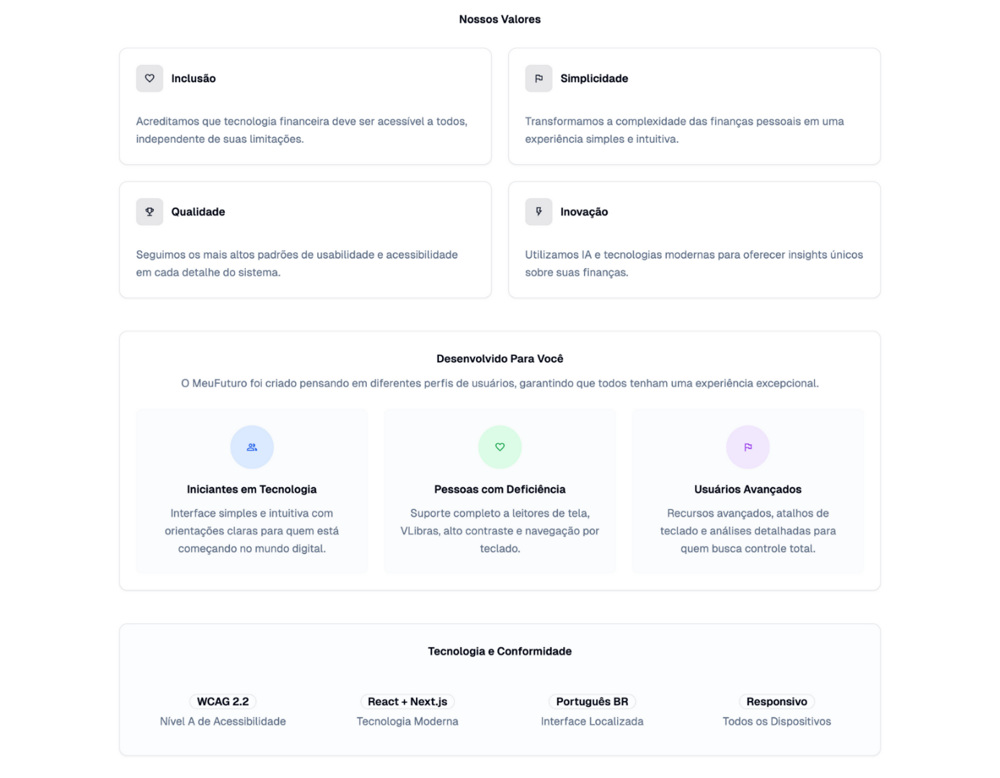 Nossos Valores
Inclusão
Acreditamos que tecnologia financeira deve ser acessível a todos,
independente de suas limitações.
Simplicidade
Transformamos a complexidade das finanças pessoais em uma
experiência simples e intuitiva.
Qualidade
Seguimos os mais altos padrões de usabilidade e acessibilidade
em cada detalhe do sistema.
Inovação
Utilizamos IA e tecnologias modernas para oferecer insights únicos
sobre suas finanças.
Desenvolvido Para Você
O MeuFuturo foi criado pensando em diferentes perfis de usuários, garantindo que todos tenham uma experiência excepcional.
Iniciantes em Tecnologia
Interface simples e intuitiva com
orientações claras para quem está
começando no mundo digital.
Pessoas com Deficiência
Suporte completo a leitores de tela,
VLibras, alto contraste e navegação por
teclado.
Usuários Avançados
Recursos avançados, atalhos de
teclado e análises detalhadas para
quem busca controle total.
Tecnologia e Conformidade
WCAG 2.2
Nível A de Acessibilidade
React + Next.js
Tecnologia Moderna
Português BR
Interface Localizada
Responsivo
Todos os Dispositivos